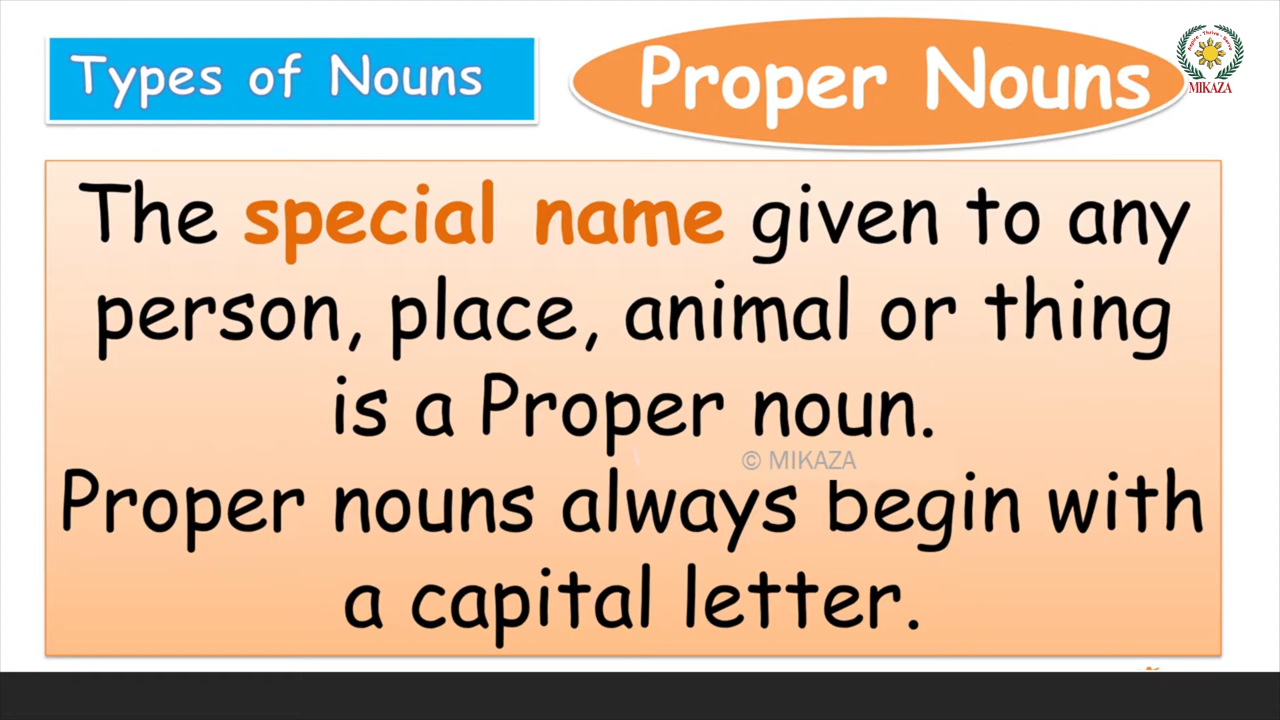 Types of Nouns
Proper Nouns
MIKAZA
The special name given to any
person, place, animal or thing
is a Proper noun.
© MIKAZA
Proper nouns always begin with
a capital letter.